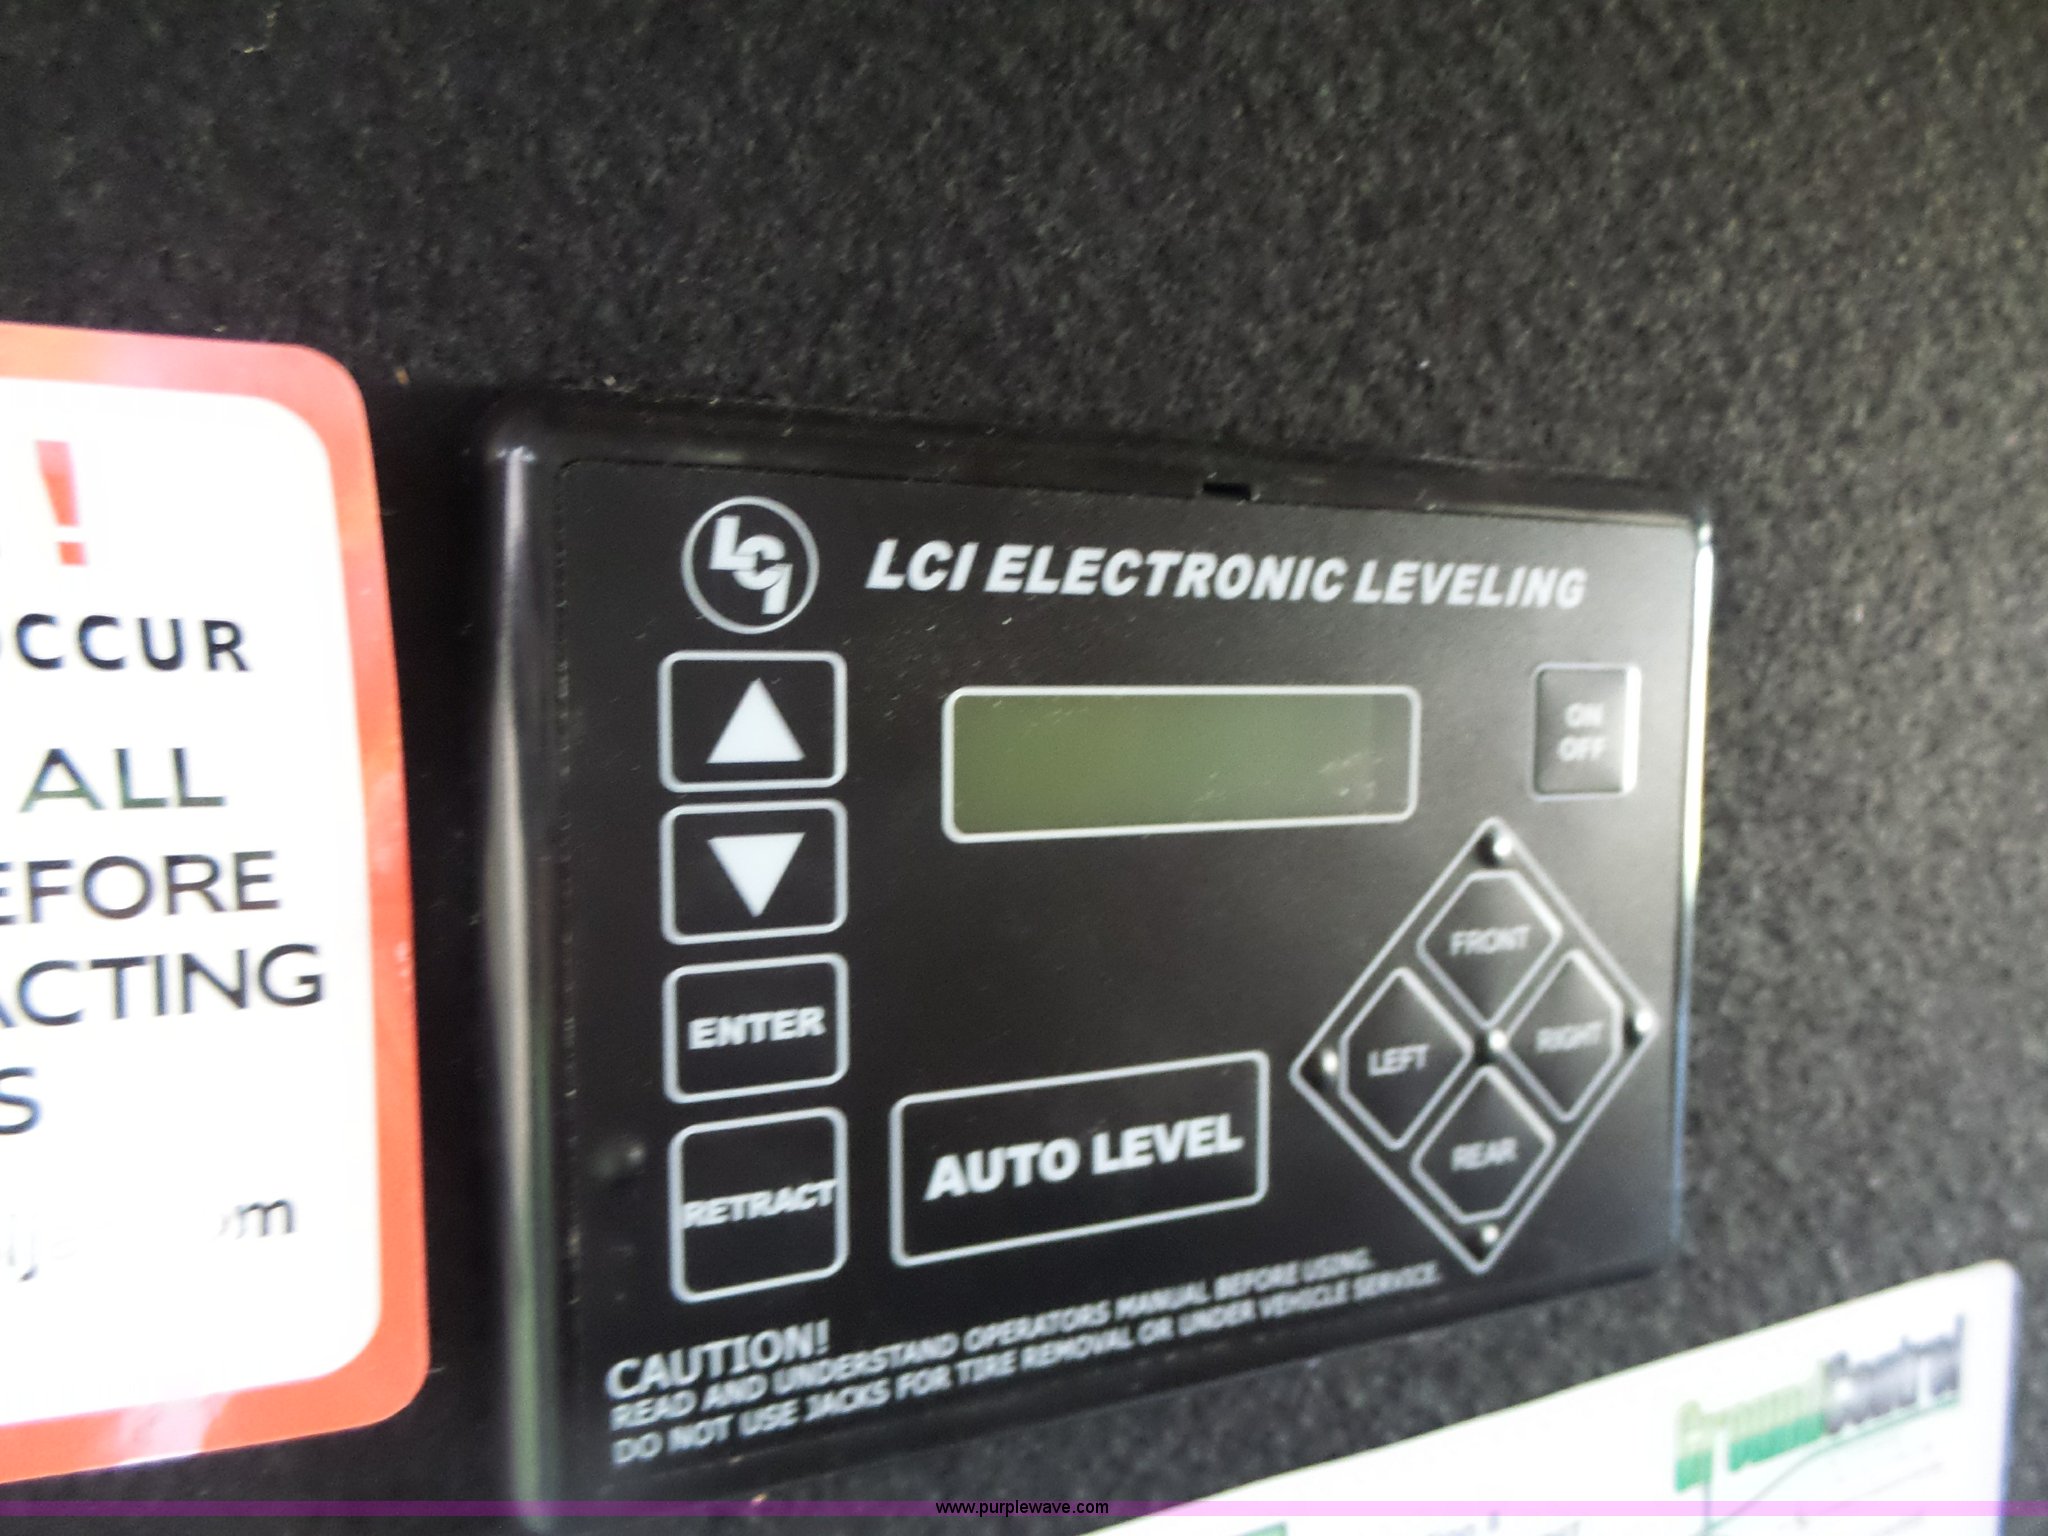 !
OCCUR
ALL
EFORE
ACTING
S
om
LCI
LCI ELECTRONIC LEVELING
ON
OFF
FRONT
LEFT
RIGHT
REAR
ENTER
RETRACT
AUTO LEVEL
CAUTION!
READ AND UNDERSTAND OPERATORS MANUAL BEFORE USING.
DO NOT USE JACKS FOR TIRE REMOVAL OR UNDER VEHICLE SERVICE.
GroundControl
www.purplewave.com